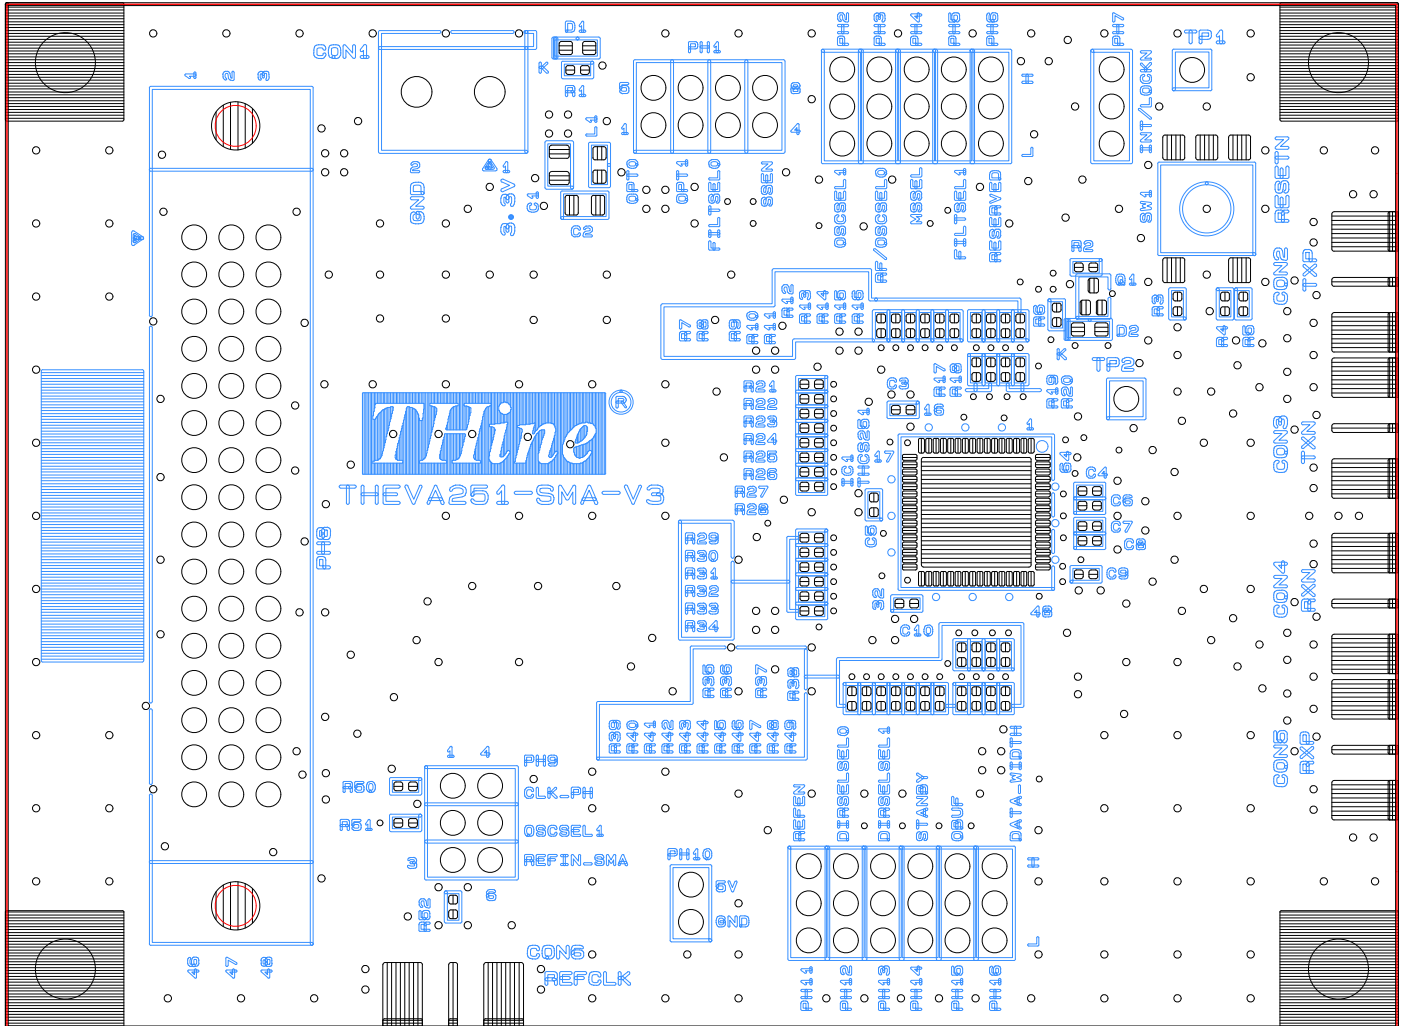 CON1
D1
K
R1
PH1
5
8
1
4
PH2
PH3
PH4
PH5
PH6
H
L
PH7
INT/LOCKN
TP1
1
2
3
2
GND
1
3.3V
C1
L1
C2
OPT0
OPT1
FILTSEL0
SSEN
OSCSEL1
RF/OSCSEL0
MSSEL
FILTSEL1
RESERVED
SW1
RESETN
CON2
TXP
R2
Q1
D2
K
R3
R4
R7
R8
R9
R10
R11
R12
R13
R14
R15
R16
R17
R18
R19
R20
TP2
R21
R22
R23
R24
R25
R26
R27
R28
C3
16
1
17
64
IC1
THCS251
C4
C5
C6
C7
C8
C9
32
C10
48
CON3
TXN
THine®
THEVA251-SMA-V3
PH8
R29
R30
R31
R32
R33
R34
CON4
RXN
R35
R36
R37
R38
R39
R40
R41
R42
R43
R44
R45
R46
R47
R48
R49
CON5
RXP
1
4
PH9
R50
CLK_PH
R51
OSCSEL1
3
REFIN_SMA
6
R52
PH10
5V
GND
REFEN
DIRSELSEL0
DIRSELSEL1
STANBY
OBUF
DATA-WIDTH
H
L
PH11
PH12
PH13
PH14
PH15
PH16
46
47
48
CON6
REFCLK